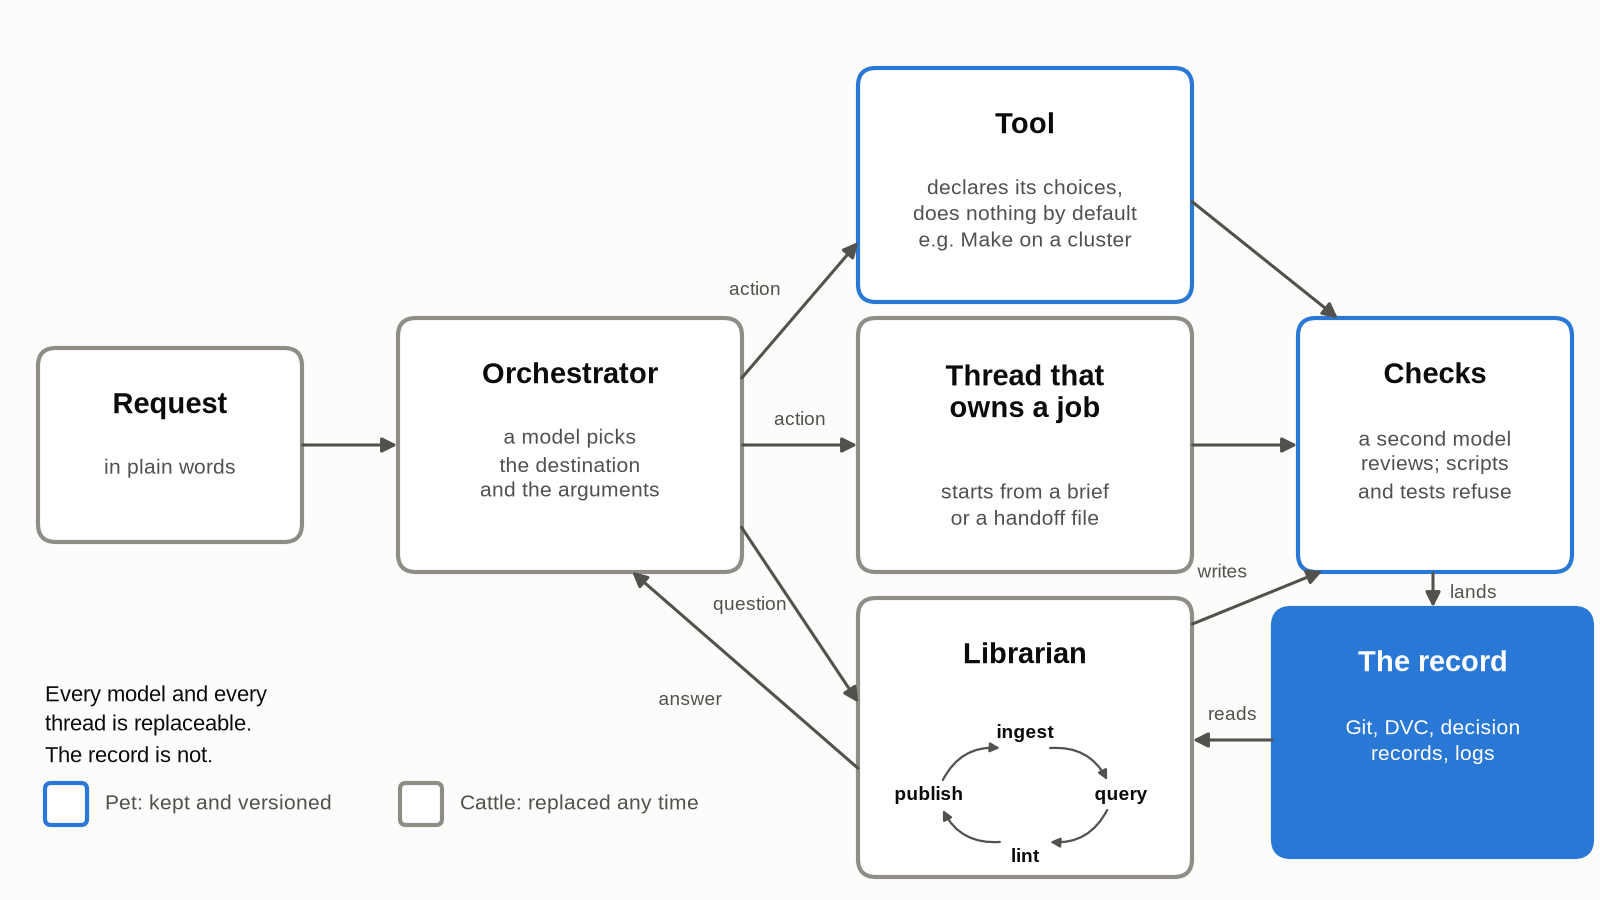 Tool
declares its choices,
does nothing by default
e.g. Make on a cluster
action
Request
in plain words
Orchestrator
a model picks
the destination
and the arguments
action
Thread that
owns a job
starts from a brief
or a handoff file
Checks
a second model
reviews; scripts
and tests refuse
writes
lands
question
answer
Librarian
ingest
query
lint
publish
reads
The record
Git, DVC, decision
records, logs
Every model and every
thread is replaceable.
The record is not.
Pet: kept and versioned
Cattle: replaced any time